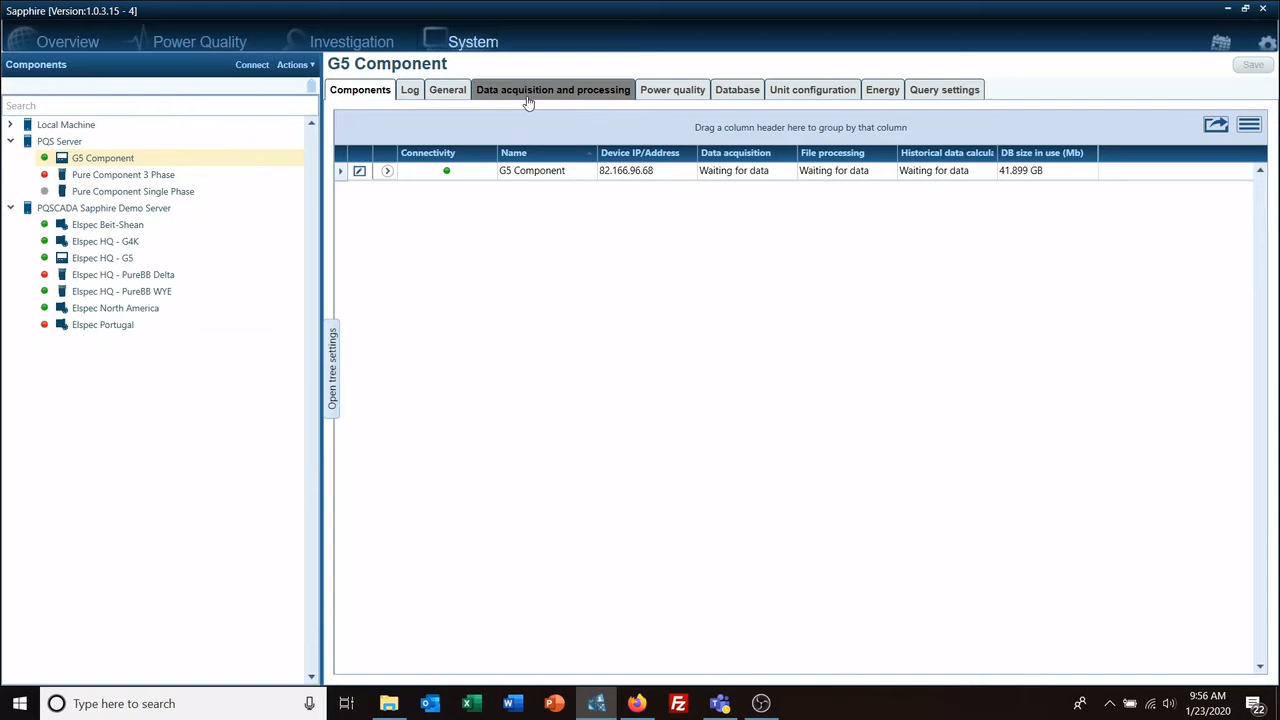 Sapphire [Version:1.0.3.15 - 4]
Overview Power Quality Investigation System
Components Connect Actions
Search
Local Machine
PQS Server
G5 Component
Pure Component 3 Phase
Pure Component Single Phase
PQSCADA Sapphire Demo Server
Elspec Beit-Shean
Elspec HQ - G4K
Elspec HQ - G5
Elspec HQ - PureBB Delta
Elspec HQ - PureBB WYE
Elspec North America
Elspec Portugal
G5 Component Save
Components Log General Data acquisition and processing Power quality Database Unit configuration Energy Query settings
Drag a column header here to group by that column
Connectivity Name Device IP/Address Data acquisition File processing Historical data calcula DB size in use (Mb)
G5 Component 82.166.96.68 Waiting for data Waiting for data Waiting for data 41.899 GB
Open tree settings
Type here to search
9:56 AM
1/23/2020
22